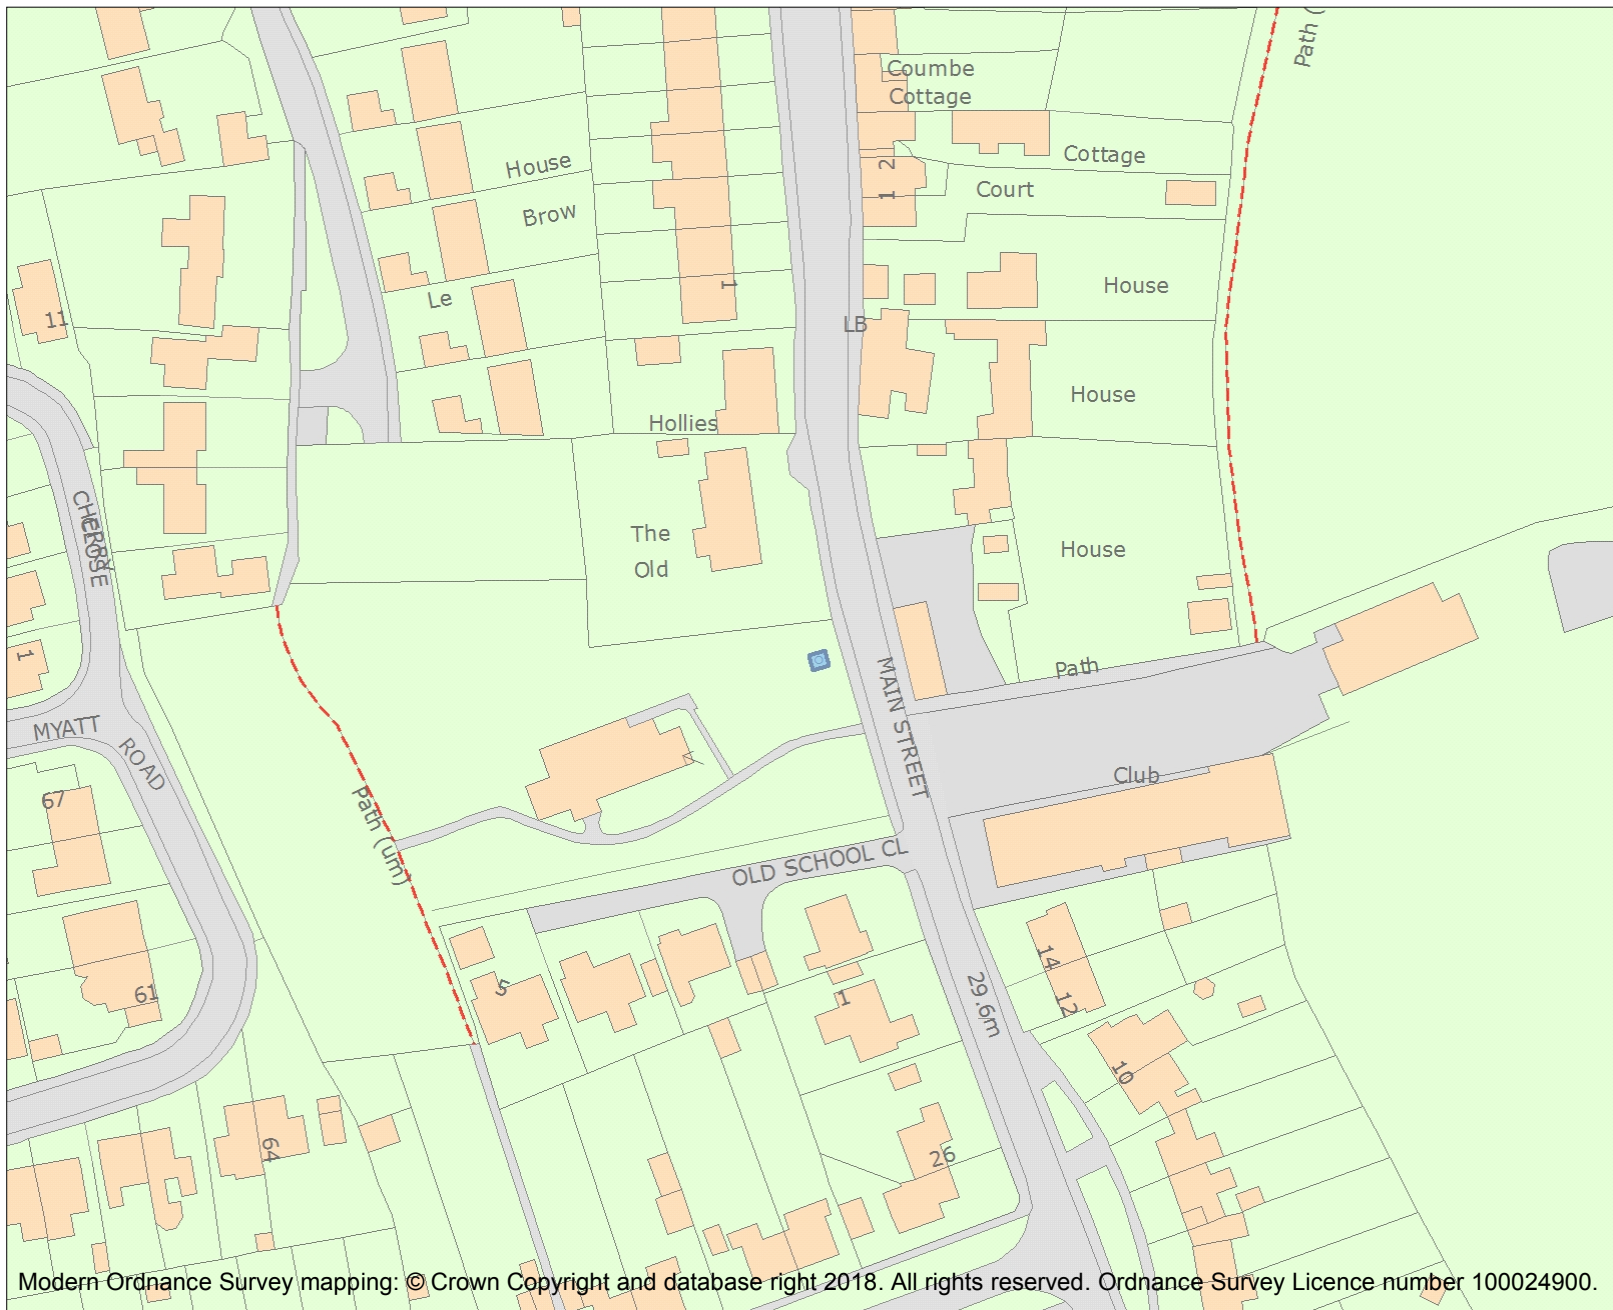 Path (
Coumbe
Cottage
House
Cottage
2
Court
1
Brow
House
Le
1
11
LB
House
Hollies
CHERRY
CLOSE
The
Old
House
1
Path
MAIN STREET
MYATT
ROAD
Club
67
Path (um)
OLD SCHOOL CL
14
5
61
1
12
29.6m
10
64
26
Modern Ordnance Survey mapping: © Crown Copyright and database right 2018. All rights reserved. Ordnance Survey Licence number 100024900.